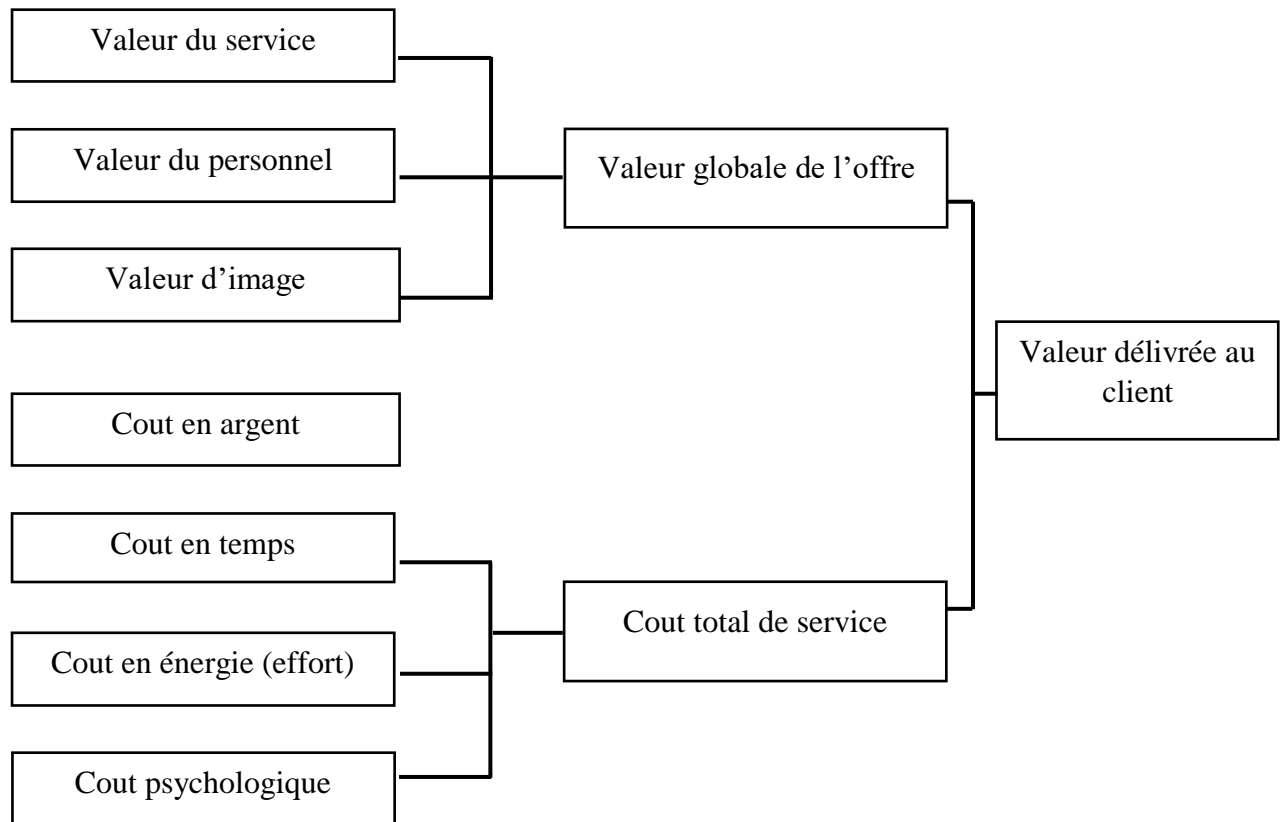 Valeur du service
Valeur du personnel
Valeur globale de l’offre
Valeur d’image
Valeur délivrée au
client
Cout en argent
Cout en temps
Cout total de service
Cout en énergie (effort)
Cout psychologique